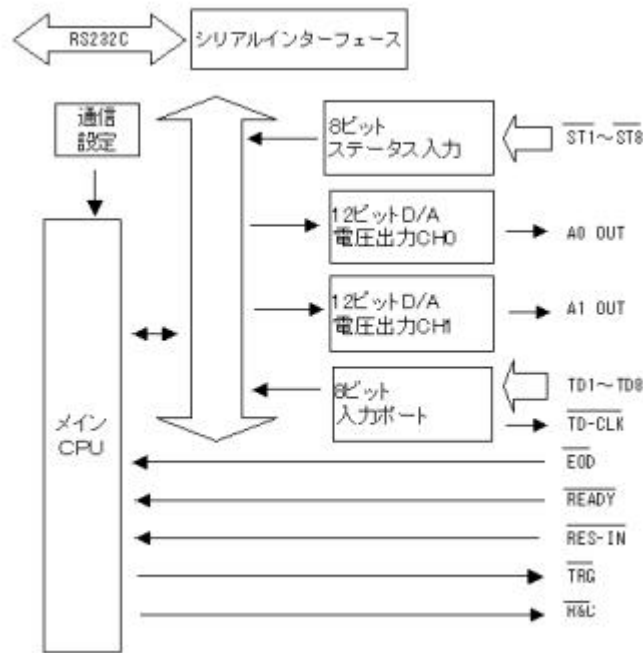 RS232C
シリアルインターフェース
通信
設定
8ビット
ステータス入力
ST1～ST8
12ビットD/A
電圧出力CH0
A0 OUT
12ビットD/A
電圧出力CH1
A1 OUT
8ビット
入力ポート
TD1～TD8
TD-CLK
メイン
CPU
EOD
READY
RES-IN
TRG